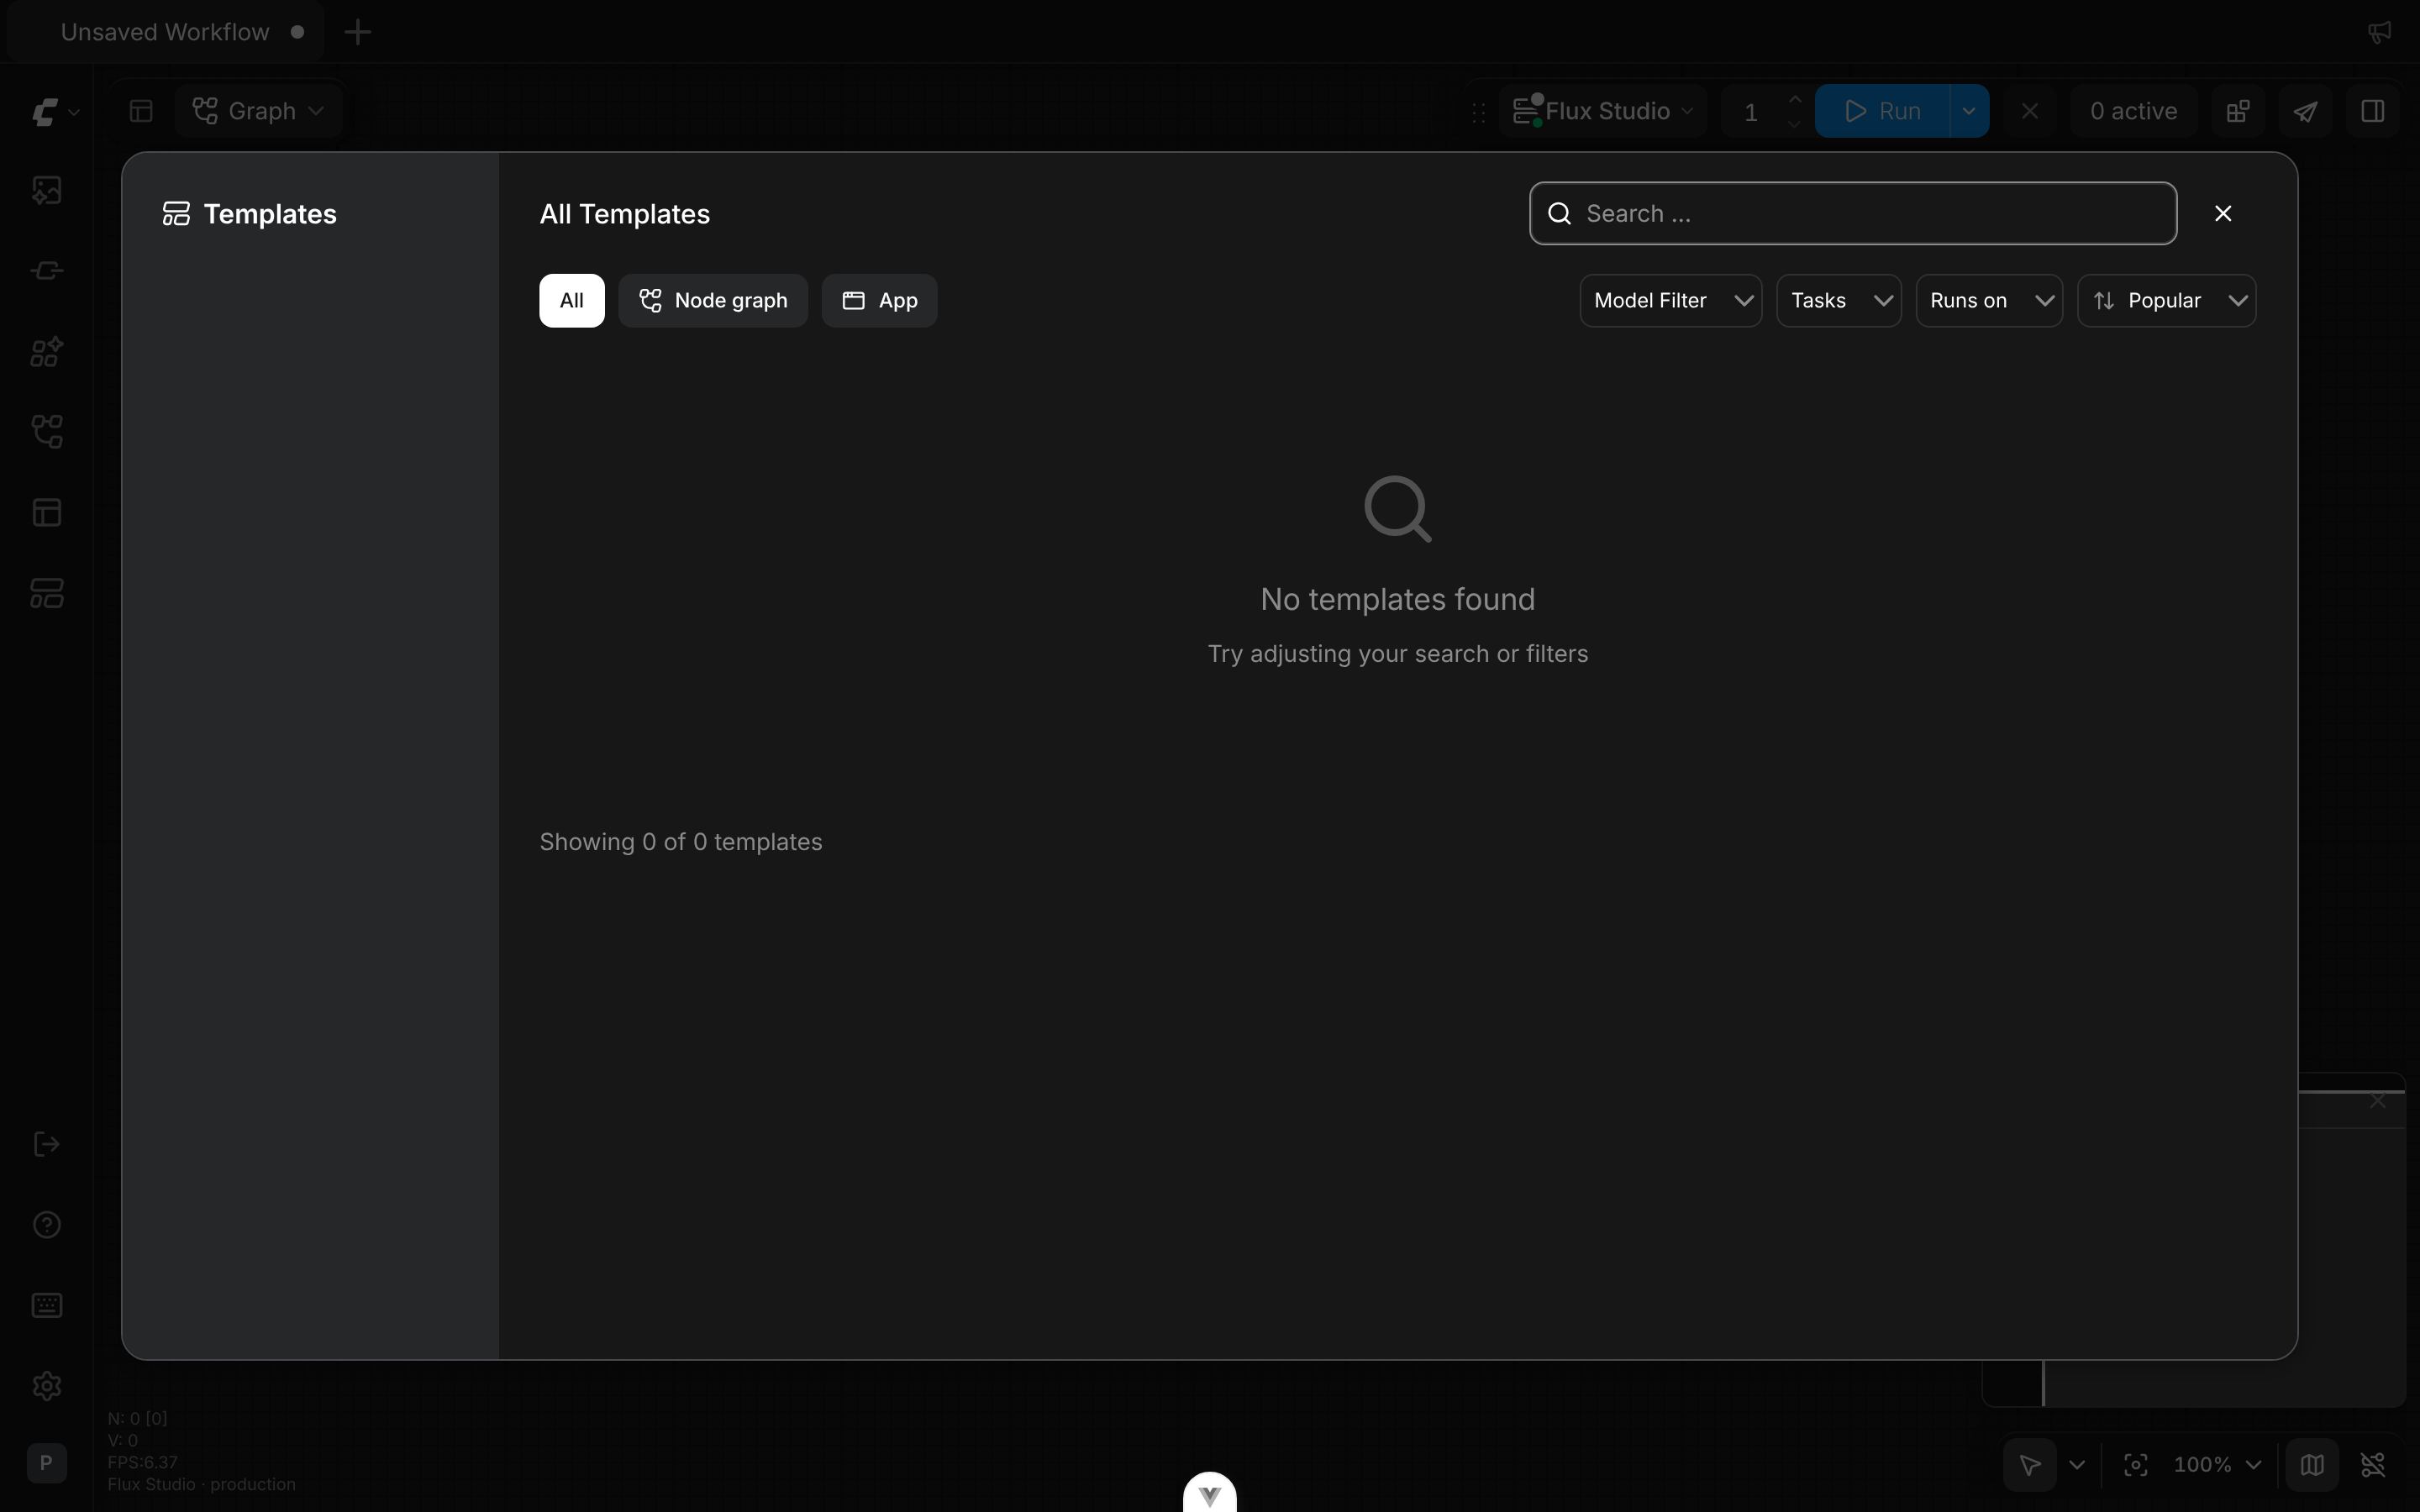 Unsaved Workflow
Graph
Flux Studio
1
Run
0 active
Templates
All Templates
Search ...
All
Node graph
App
Model Filter
Tasks
Runs on
Popular
No templates found
Try adjusting your search or filters
Showing 0 of 0 templates
N: 0 [0]
V: 0
FPS:6.37
Flux Studio · production
P
100%